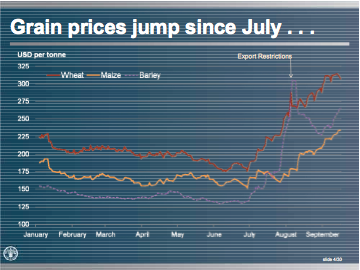 Grain prices jump since July . . .
USD per tonne
Export Restrictions
Wheat Maize Barley
325
300
275
250
225
200
175
150
125
100
January February March April May June July August September
slide 4/30